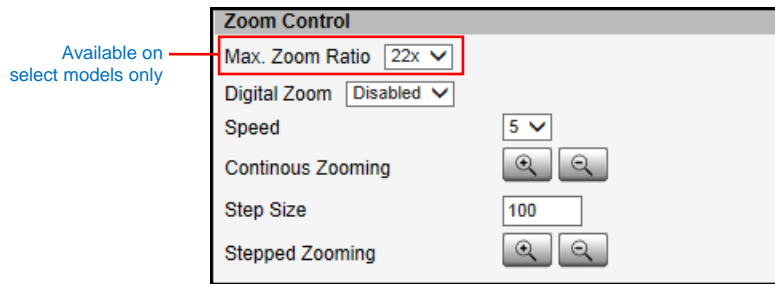 Zoom Control
Available on
select models only
Max. Zoom Ratio 22x
Digital Zoom Disabled
Speed 5
Continous Zooming
Step Size 100
Stepped Zooming